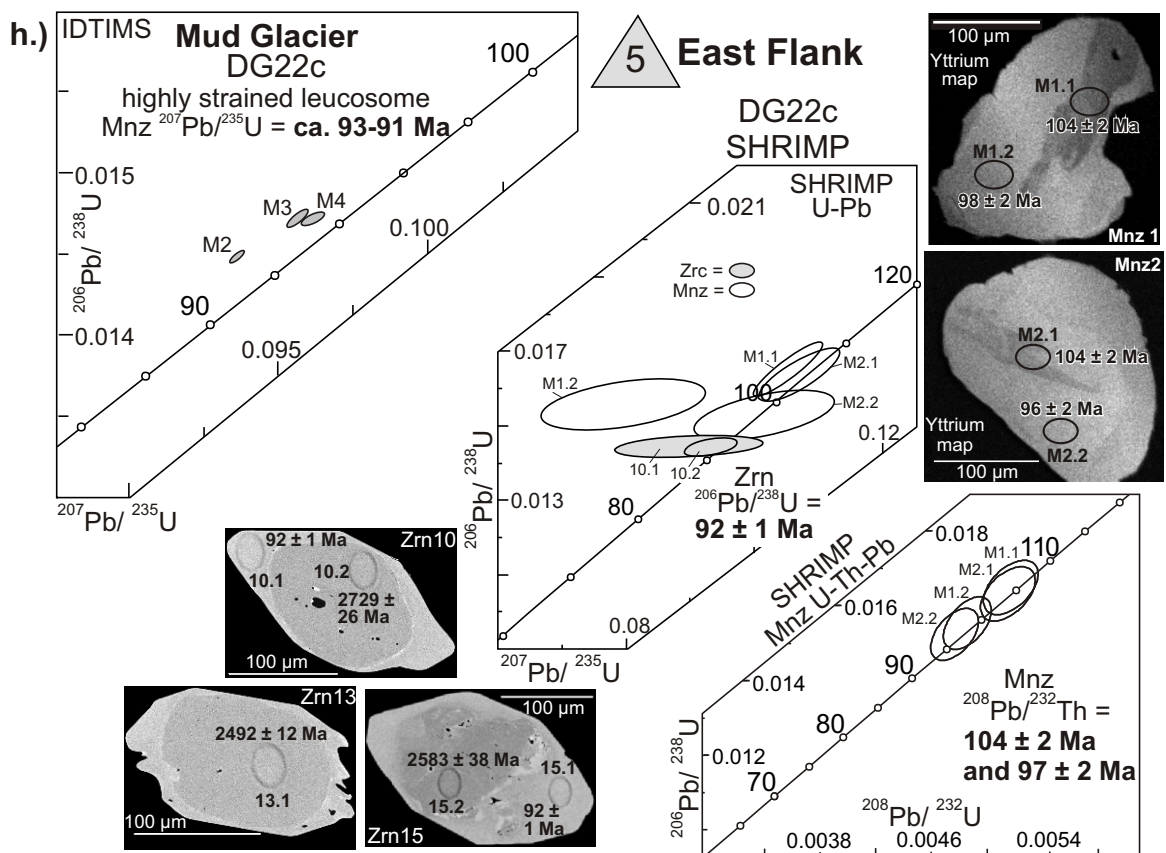 h.)
IDTIMS
Mud Glacier
DG22c
highly strained leucosome
Mnz ²⁰⁷Pb/²³⁵U = ca. 93-91 Ma
100
0.015
M3
M4
M2
0.100
90
0.014
0.095
²⁰⁶Pb/ ²³⁸U
²⁰⁷Pb/ ²³⁵U
5
East Flank
DG22c
SHRIMP
SHRIMP
U-Pb
0.021
Zrc =
Mnz =
120
0.017
M1.1
M2.1
M1.2
100
M2.2
0.12
10.1
10.2
Zrn
²⁰⁶Pb/²³⁸U =
92 ± 1 Ma
0.013
80
²⁰⁶Pb/ ²³⁸U
0.08
²⁰⁷Pb/ ²³⁵U
100 µm
Yttrium
map
M1.1
104 ± 2 Ma
M1.2
98 ± 2 Ma
Mnz 1
Mnz2
M2.1
104 ± 2 Ma
96 ± 2 Ma
M2.2
Yttrium
map
100 µm
92 ± 1 Ma
Zrn10
10.1
10.2
2729 ±
26 Ma
100 µm
Zrn13
2492 ± 12 Ma
13.1
100 µm
100 µm
2583 ± 38 Ma
15.1
15.2
92 ±
1 Ma
Zrn15
SHRIMP
Mnz U-Th-Pb
0.018
110
M1.1
M2.1
0.016
M1.2
M2.2
90
0.014
80
0.012
70
Mnz
²⁰⁸Pb/²³²Th =
104 ± 2 Ma
and 97 ± 2 Ma
²⁰⁶Pb/ ²³⁸U
²⁰⁸Pb/ ²³²U
0.0038
0.0046
0.0054